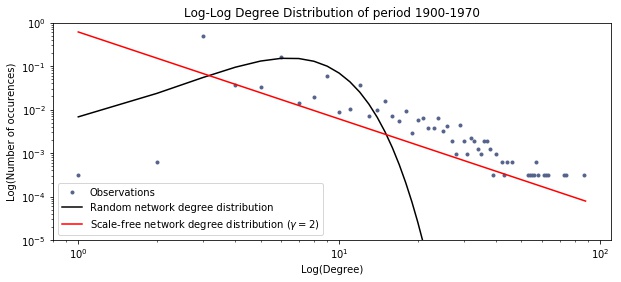 Log-Log Degree Distribution of period 1900-1970
Log(Number of occurences)
10⁰
10⁻¹
10⁻²
10⁻³
10⁻⁴
10⁻⁵
Observations
Random network degree distribution
Scale-free network degree distribution (γ = 2)
10⁰ 10¹ 10²
Log(Degree)